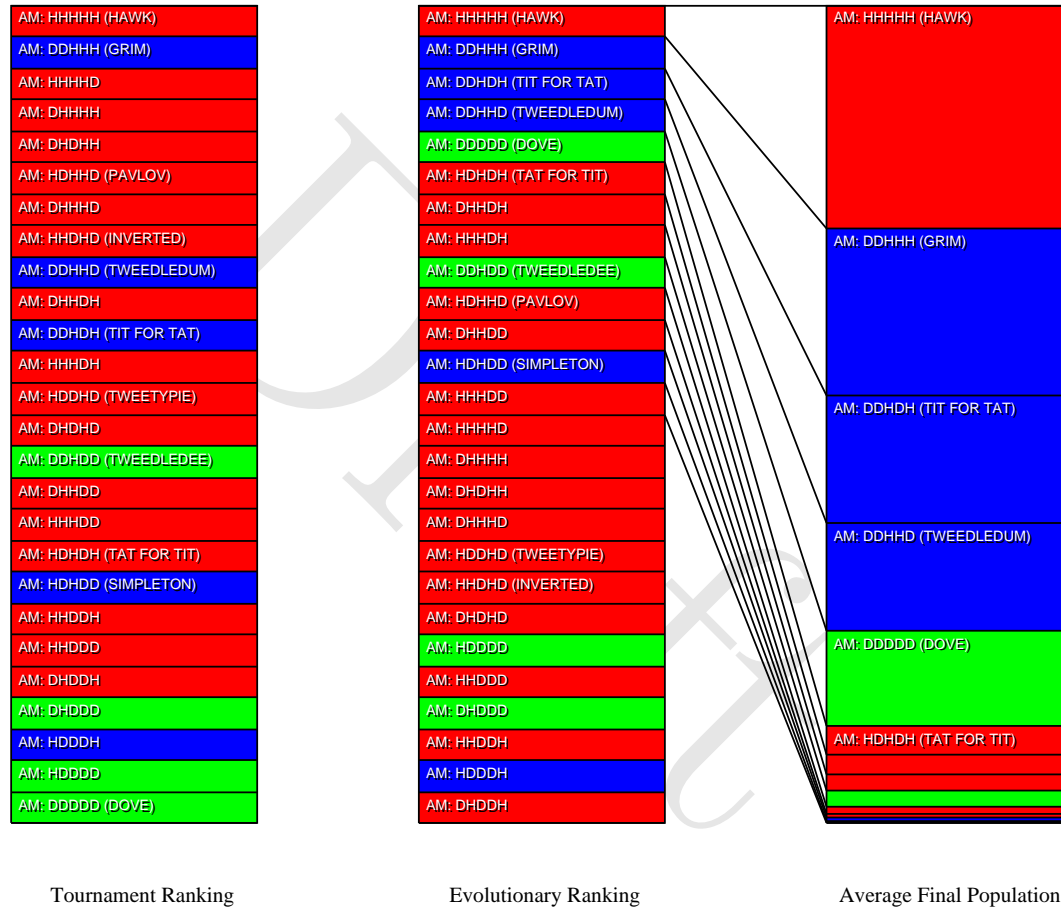 AM: HHHHH (HAWK)
AM: DDHHH (GRIM)
AM: HHHHD
AM: DHHHH
AM: DHDHH
AM: HDHHD (PAVLOV)
AM: DHHHD
AM: HHDHD (INVERTED)
AM: DDHHD (TWEEDLEDUM)
AM: DHHDH
AM: DDHDH (TIT FOR TAT)
AM: HHHDH
AM: HDDHD (TWEETYPIE)
AM: DHDHD
AM: DDHDD (TWEEDLEDEE)
AM: DHHDD
AM: HHHDD
AM: HDHDH (TAT FOR TIT)
AM: HDHDD (SIMPLETON)
AM: HHDDH
AM: HHDDD
AM: DHDDH
AM: DHDDD
AM: HDDDH
AM: HDDDD
AM: DDDDD (DOVE)
Tournament Ranking
AM: HHHHH (HAWK)
AM: DDHHH (GRIM)
AM: DDHDH (TIT FOR TAT)
AM: DDHHD (TWEEDLEDUM)
AM: DDDDD (DOVE)
AM: HDHDH (TAT FOR TIT)
AM: DHHDH
AM: HHHDH
AM: DDHDD (TWEEDLEDEE)
AM: HDHHD (PAVLOV)
AM: DHHDD
AM: HDHDD (SIMPLETON)
AM: HHHDD
AM: HHHHD
AM: DHHHH
AM: DHDHH
AM: DHHHD
AM: HDDHD (TWEETYPIE)
AM: HHDHD (INVERTED)
AM: DHDHD
AM: HDDDD
AM: HHDDD
AM: DHDDD
AM: HHDDH
AM: HDDDH
AM: DHDDH
Evolutionary Ranking
AM: HHHHH (HAWK)
AM: DDHHH (GRIM)
AM: DDHDH (TIT FOR TAT)
AM: DDHHD (TWEEDLEDUM)
AM: DDDDD (DOVE)
AM: HDHDH (TAT FOR TIT)
Average Final Population
Draft